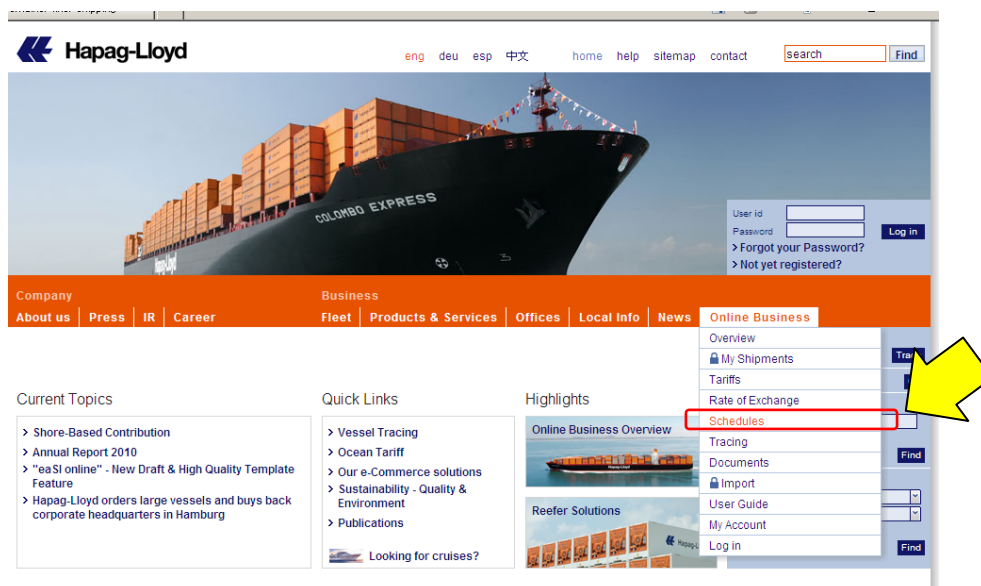 Hapag-Lloyd
eng deu esp 中文 home help sitemap contact search Find
COLOMBO EXPRESS
Hapag-Lloyd
User id
Password Log in
> Forgot your Password?
> Not yet registered?
Company Business
About us Press IR Career Fleet Products & Services Offices Local Info News Online Business
Overview
My Shipments
Tariffs
Rate of Exchange
Schedules
Tracing
Documents
Import
User Guide
My Account
Log in
Find
Find
Current Topics
> Shore-Based Contribution
> Annual Report 2010
> "eaSI online" - New Draft & High Quality Template
Feature
> Hapag-Lloyd orders large vessels and buys back
corporate headquarters in Hamburg
Quick Links
> Vessel Tracing
> Ocean Tariff
> Our e-Commerce solutions
> Sustainability - Quality &
Environment
> Publications
Looking for cruises?
Highlights
Online Business Overview
Reefer Solutions